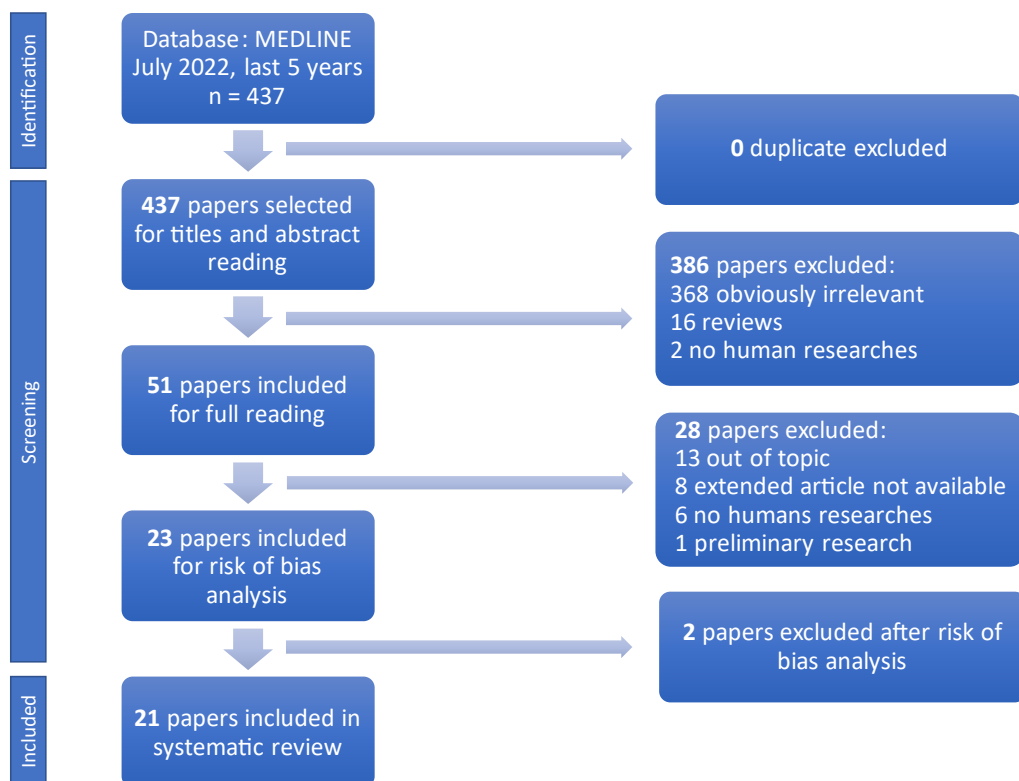 Identification
Database: MEDLINE
July 2022, last 5 years
n = 437
0 duplicate excluded
Screening
437 papers selected
for titles and abstract
reading
386 papers excluded:
368 obviously irrelevant
16 reviews
2 no human researches
51 papers included
for full reading
28 papers excluded:
13 out of topic
8 extended article not available
6 no humans researches
1 preliminary research
23 papers included
for risk of bias
analysis
2 papers excluded after risk of
bias analysis
Included
21 papers included in
systematic review